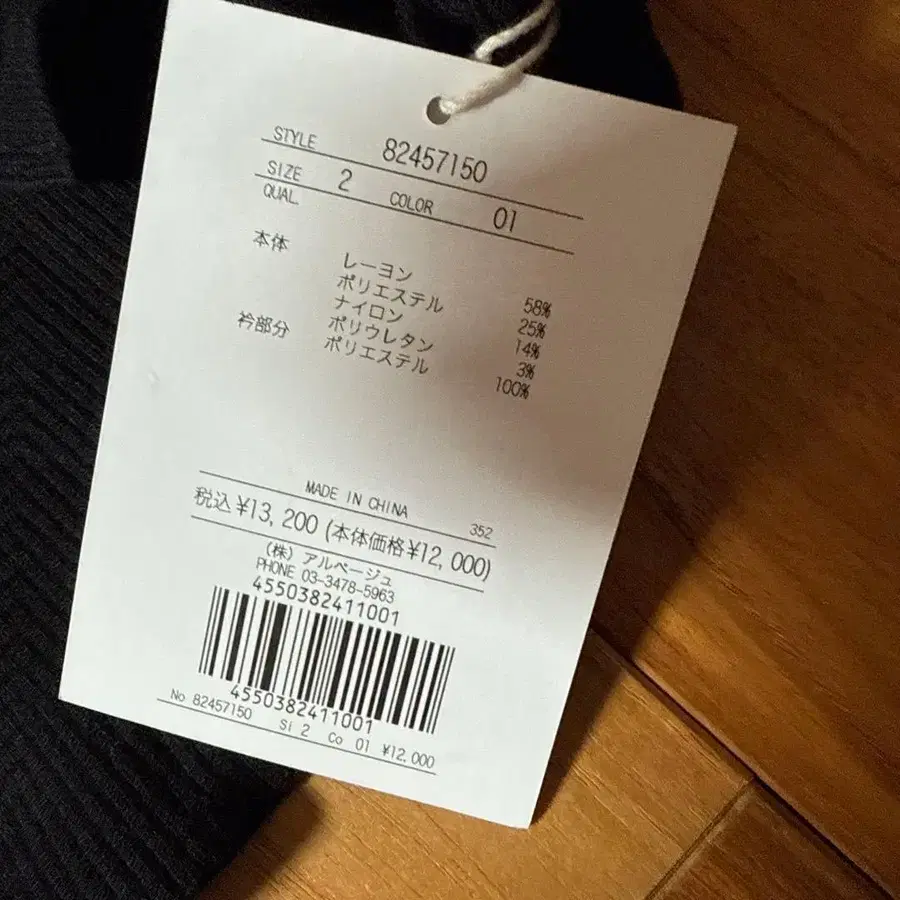 STYLE 82457150
SIZE 2 COLOR 01
QUAL
本体 レーヨン 58%
ポリエステル 25%
ナイロン 14%
ポリウレタン 3%
衿部分 ポリエステル 100%
MADE IN CHINA 352
税込 ¥13,200 (本体価格¥12,000)
(株) アルページュ
PHONE 03-3478-5963
4550382411001
4550382411001
No 82457150 Si 2 Co 01 ¥12,000